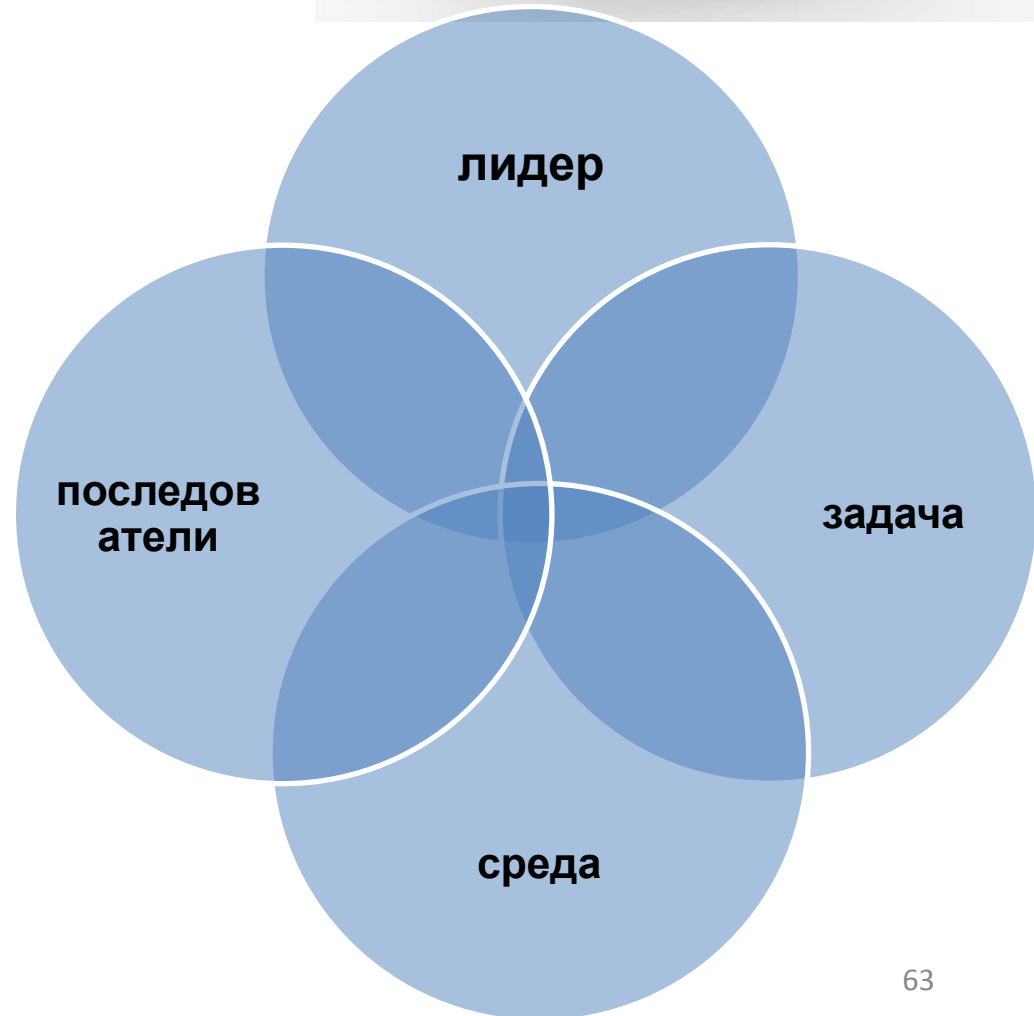 лидер
последов
атели
задача
среда
63